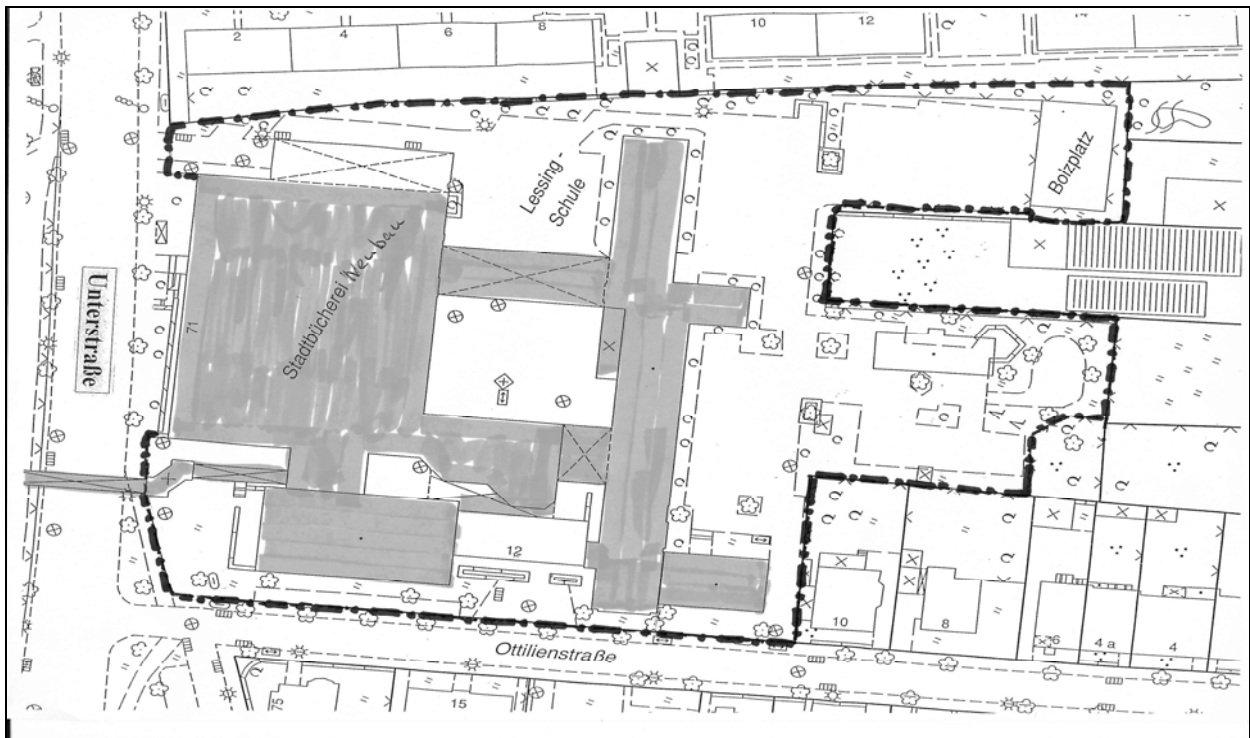 2
4
6
8
10
12
Boizplatz
Lessing -
Schule
Stadtbücherei Neubau
71
Unterstraße
12
10
8
6
4 a
4
Ottilienstraße
75
15